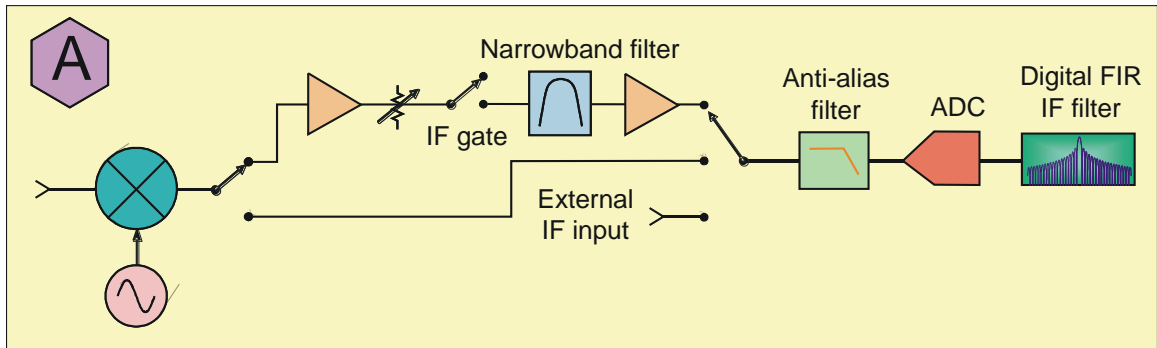 A
Narrowband filter
IF gate
External
IF input
Anti-alias
filter
ADC
Digital FIR
IF filter